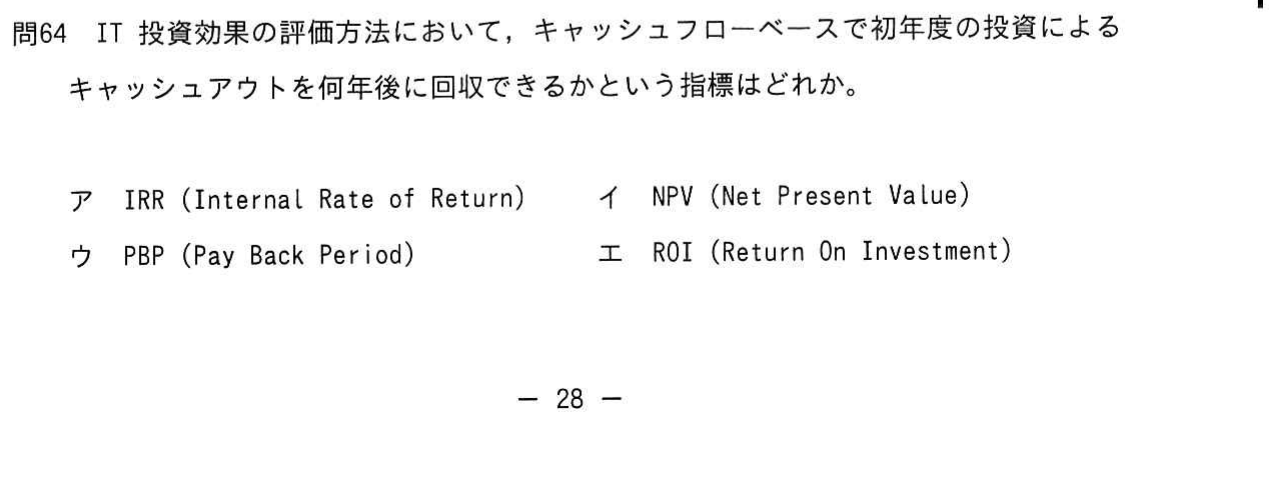 問64 IT 投資効果の評価方法において，キャッシュフローベースで初年度の投資による
キャッシュアウトを何年後に回収できるかという指標はどれか。
ア IRR (Internal Rate of Return) イ NPV (Net Present Value)
ウ PBP (Pay Back Period) エ ROI (Return On Investment)
— 28 —